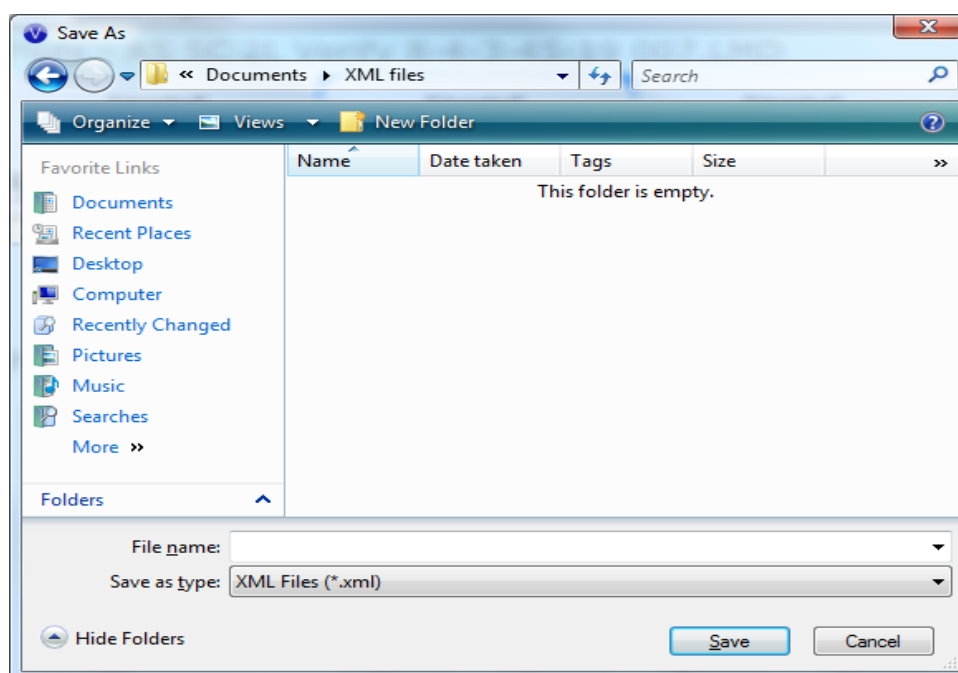 Save As
« Documents ▸ XML files Search
Organize Views New Folder
Favorite Links
Documents
Recent Places
Desktop
Computer
Recently Changed
Pictures
Music
Searches
More »
Folders
Name Date taken Tags Size »
This folder is empty.
File name:
Save as type: XML Files (*.xml)
Hide Folders Save Cancel